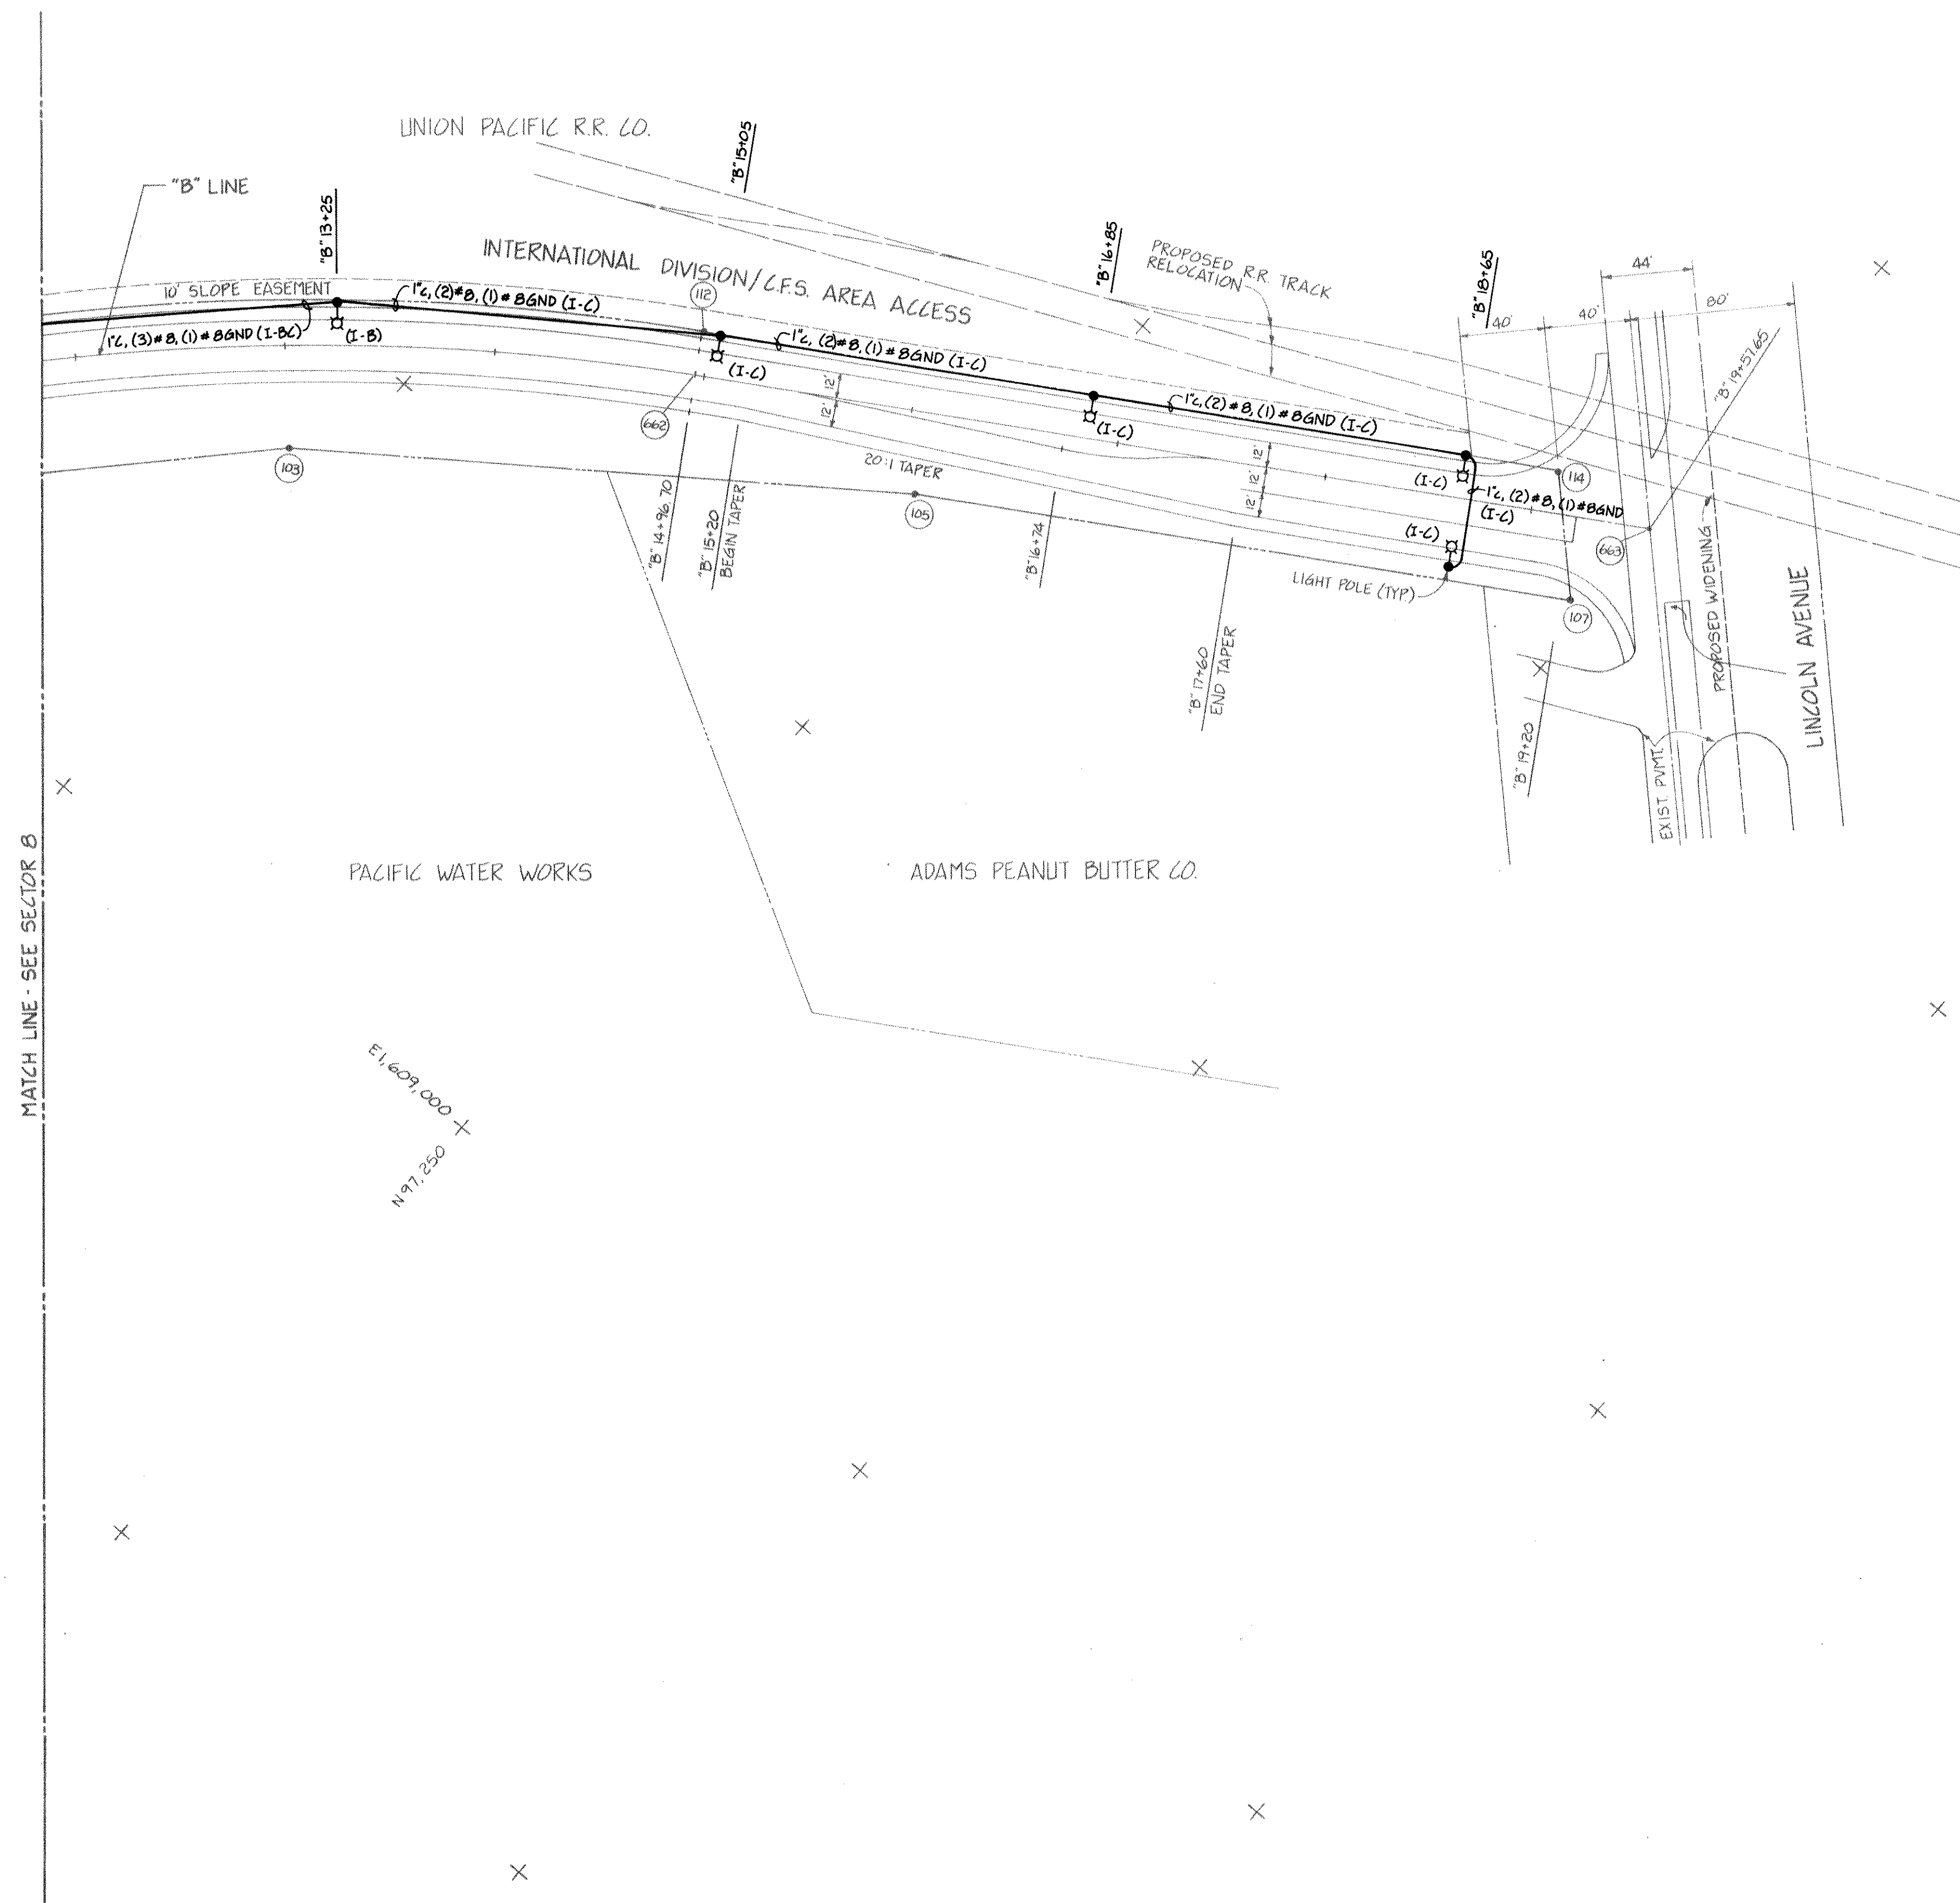 UNION PACIFIC R.R. CO.
"B" 15+05
"B" LINE
"B" 13+25
"B" 16+85
INTERNATIONAL DIVISION/C.F.S. AREA ACCESS
PROPOSED R.R. TRACK
RELOCATION
"B" 18+65
44'
40'
40'
80'
10' SLOPE EASEMENT
1"C, (2)#8, (1)#8GND (I-C)
112
1"C, (3)#8, (1)#8GND (I-BC)
(I-B)
1"C, (2)#8, (1)#8GND (I-C)
(I-C)
12'
12'
662
1"C, (2)#8, (1)#8GND (I-C)
(I-C)
"B" 19+57.65
103
20:1 TAPER
12'
12'
12'
(I-C)
114
1"C, (2)#8, (1)#8GND
(I-C)
105
(I-C)
663
"B" 14+96.70
"B" 15+20
BEGIN TAPER
"B" 16+74
LIGHT POLE (TYP.)
107
"B" 17+60
END TAPER
PROPOSED WIDENING
LINCOLN AVENUE
"B" 19+20
EXIST. PVMT.
MATCH LINE - SEE SECTOR 8
PACIFIC WATER WORKS
ADAMS PEANUT BUTTER CO.
E1,609,000
N 97,250